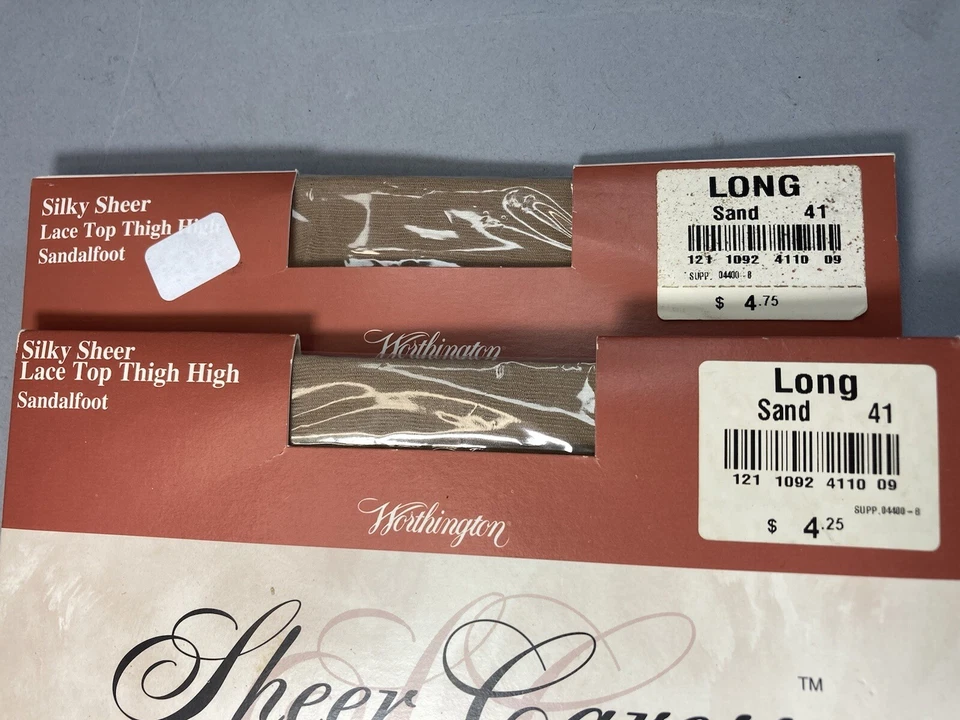 Silky Sheer
Lace Top Thigh High
Sandalfoot
Worthington
LONG
Sand 41
121 1092 4110 09
SUPP. 04400-8
$ 4.75
Silky Sheer
Lace Top Thigh High
Sandalfoot
Worthington
Long
Sand 41
121 1092 4110 09
SUPP. 04400-8
$ 4.25
Sheer
TM